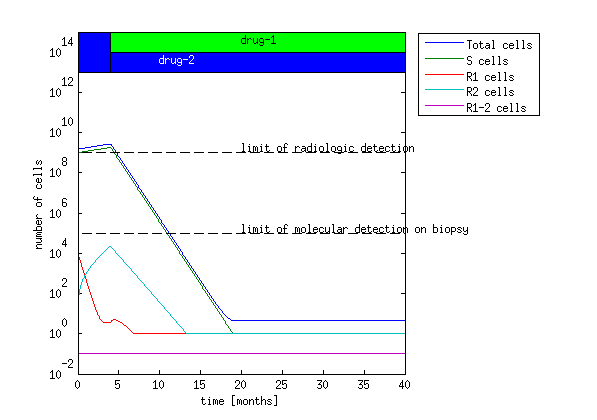 drug-1
drug-2
Total cells
S cells
R1 cells
R2 cells
R1-2 cells
10^14
10^12
10^10
10^8
10^6
10^4
10^2
10^0
10^-2
number of cells
limit of radiologic detection
limit of molecular detection on biopsy
0 5 10 15 20 25 30 35 40
time [months]